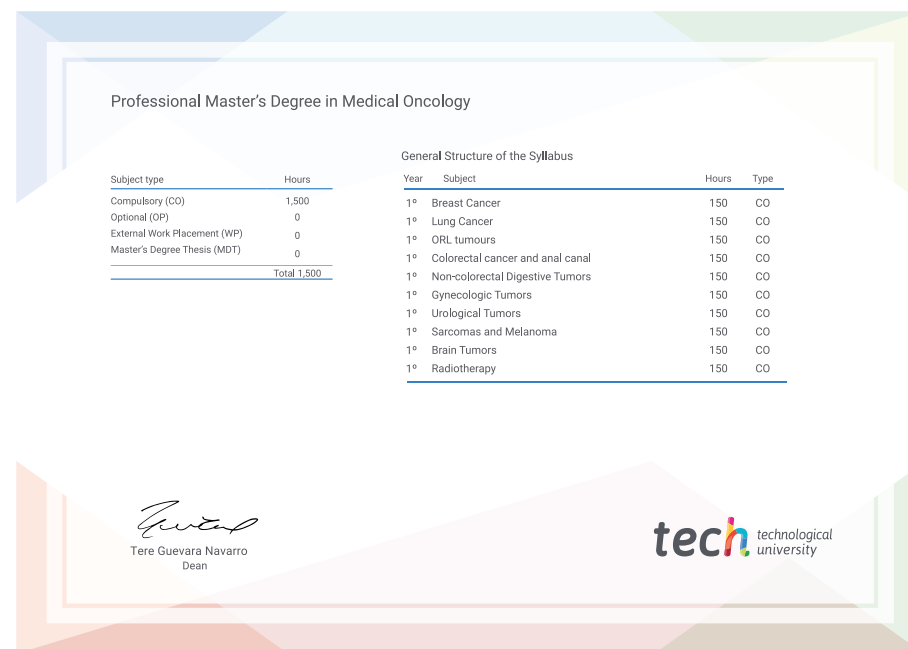 Professional Master's Degree in Medical Oncology
Subject type Hours
Compulsory (CO) 1,500
Optional (OP) 0
External Work Placement (WP) 0
Master's Degree Thesis (MDT) 0
Total 1,500
General Structure of the Syllabus
Year Subject Hours Type
1º Breast Cancer 150 CO
1º Lung Cancer 150 CO
1º ORL tumours 150 CO
1º Colorectal cancer and anal canal 150 CO
1º Non-colorectal Digestive Tumors 150 CO
1º Gynecologic Tumors 150 CO
1º Urological Tumors 150 CO
1º Sarcomas and Melanoma 150 CO
1º Brain Tumors 150 CO
1º Radiotherapy 150 CO
Tere Guevara Navarro
Dean
tech technological
university